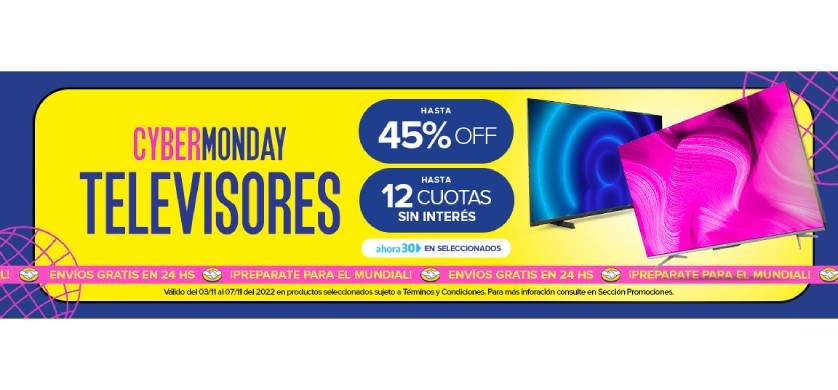 CYBERMONDAY
TELEVISORES
HASTA
45% OFF
HASTA
12 CUOTAS
SIN INTERÉS
ahora30 EN SELECCIONADOS
L! ENVÍOS GRATIS EN 24 HS ¡PREPARATE PARA EL MUNDIAL! ENVÍOS GRATIS EN 24 HS ¡PREPARATE PARA EL MUNDIAL!
Válido del 03/11 al 07/11 del 2022 en productos seleccionados sujeto a Términos y Condiciones. Para más inforación consulte en Sección Promociones.